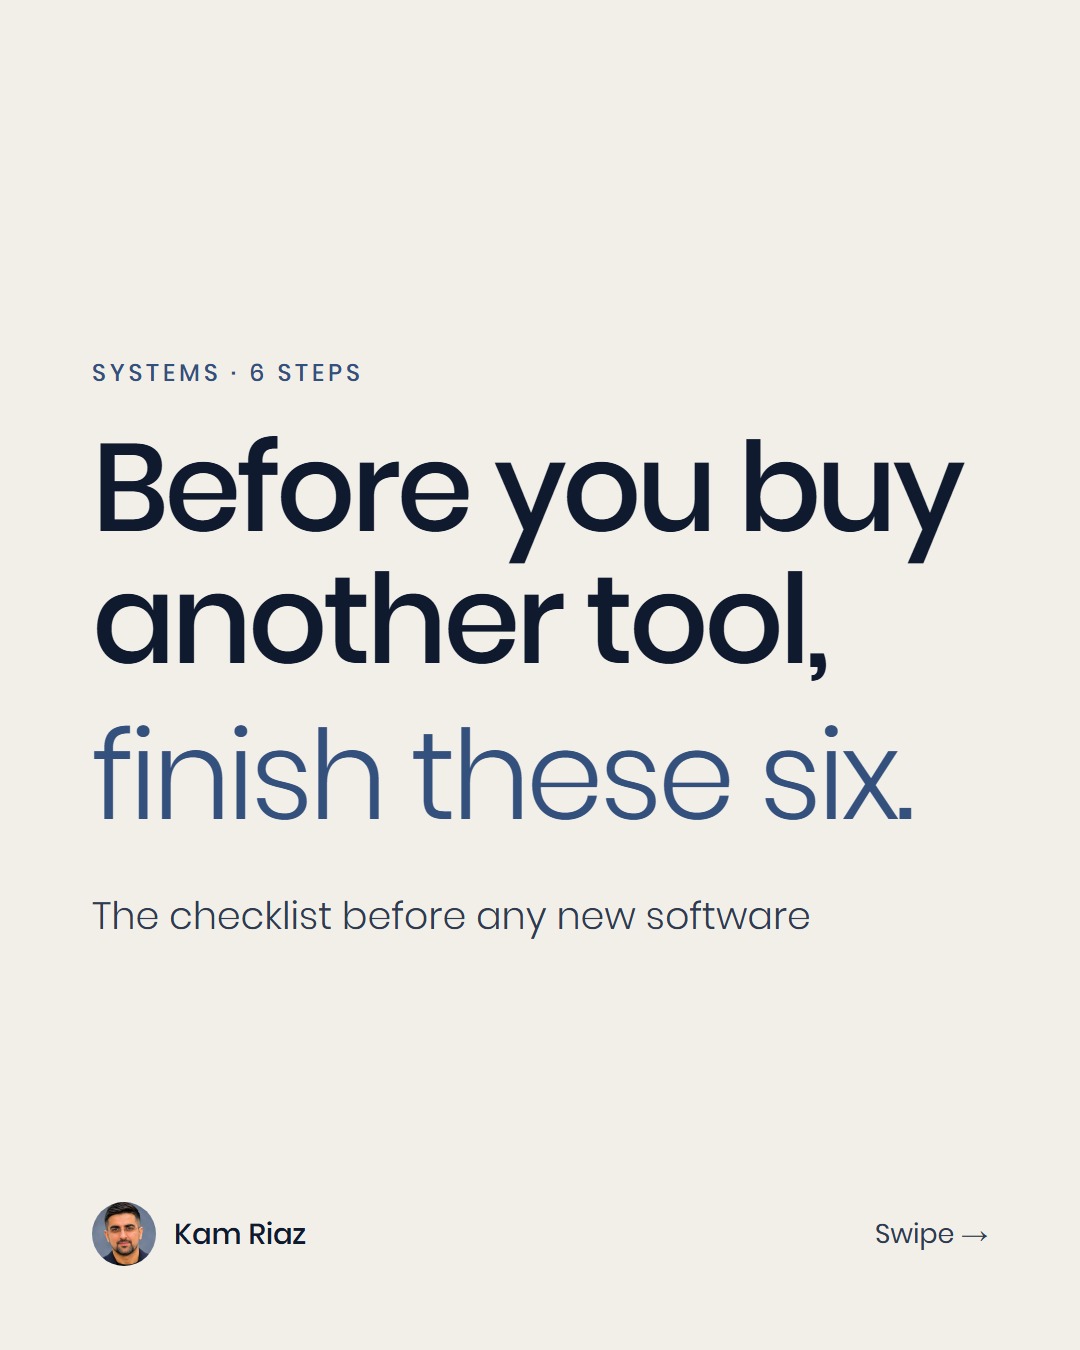 SYSTEMS · 6 STEPS
Before you buy
another tool,
finish these six.
The checklist before any new software
Kam Riaz
Swipe →